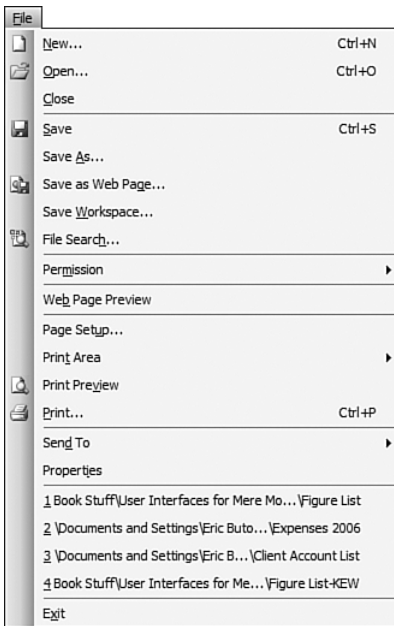 File
New... Ctrl+N
Open... Ctrl+O
Close
Save Ctrl+S
Save As...
Save as Web Page...
Save Workspace...
File Search...
Permission
Web Page Preview
Page Setup...
Print Area
Print Preview
Print... Ctrl+P
Send To
Properties
1 Book Stuff\User Interfaces for Mere Mo...\Figure List
2 \Documents and Settings\Eric Buto...\Expenses 2006
3 \Documents and Settings\Eric B...\Client Account List
4 Book Stuff\User Interfaces for Me...\Figure List-KEW
Exit